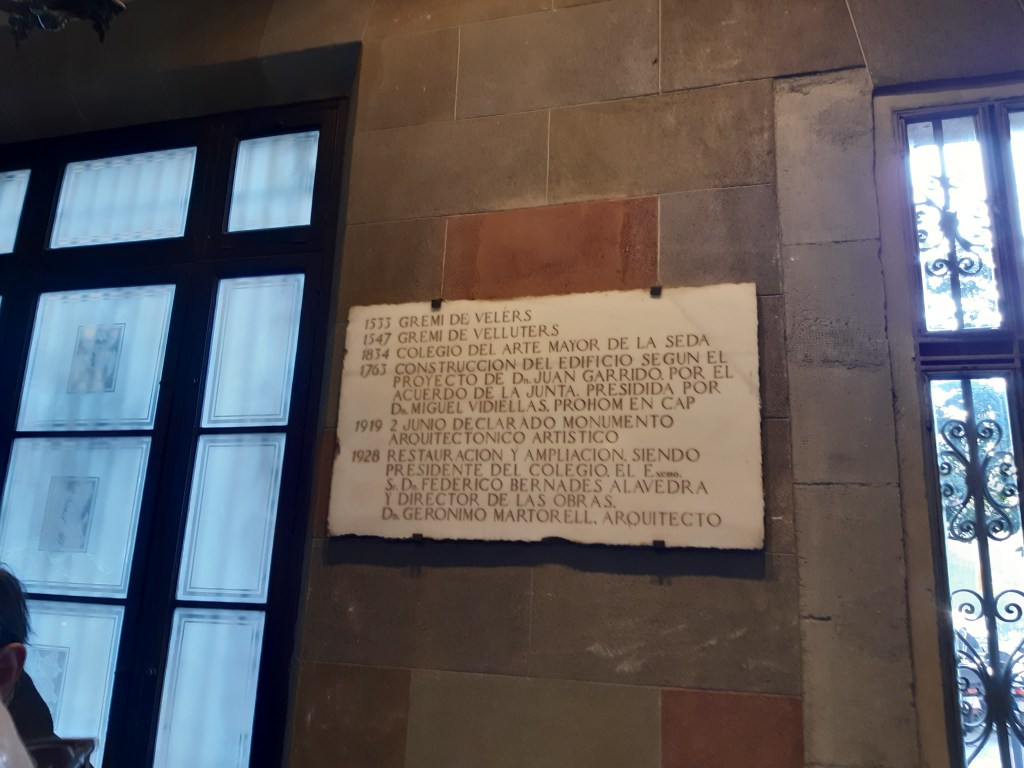 1533 GREMI DE VELERS
1547 GREMI DE VELLUTERS
1834 COLEGIO DEL ARTE MAYOR DE LA SEDA
1763 CONSTRUCCION DEL EDIFICIO SEGUN EL
PROYECTO DE Dn. JUAN GARRIDO, POR EL
ACUERDO DE LA JUNTA, PRESIDIDA POR
Dn. MIGUEL VIDIELLAS, PROHOM EN CAP
1919 2 JUNIO DECLARADO MONUMENTO
ARQUITECTONICO ARTISTICO
1928 RESTAURACION Y AMPLIACION, SIENDO
PRESIDENTE DEL COLEGIO, EL Excmo.
S. Dn. FEDERICO BERNADES ALAVEDRA
Y DIRECTOR DE LAS OBRAS,
Dn. GERONIMO MARTORELL, ARQUITECTO